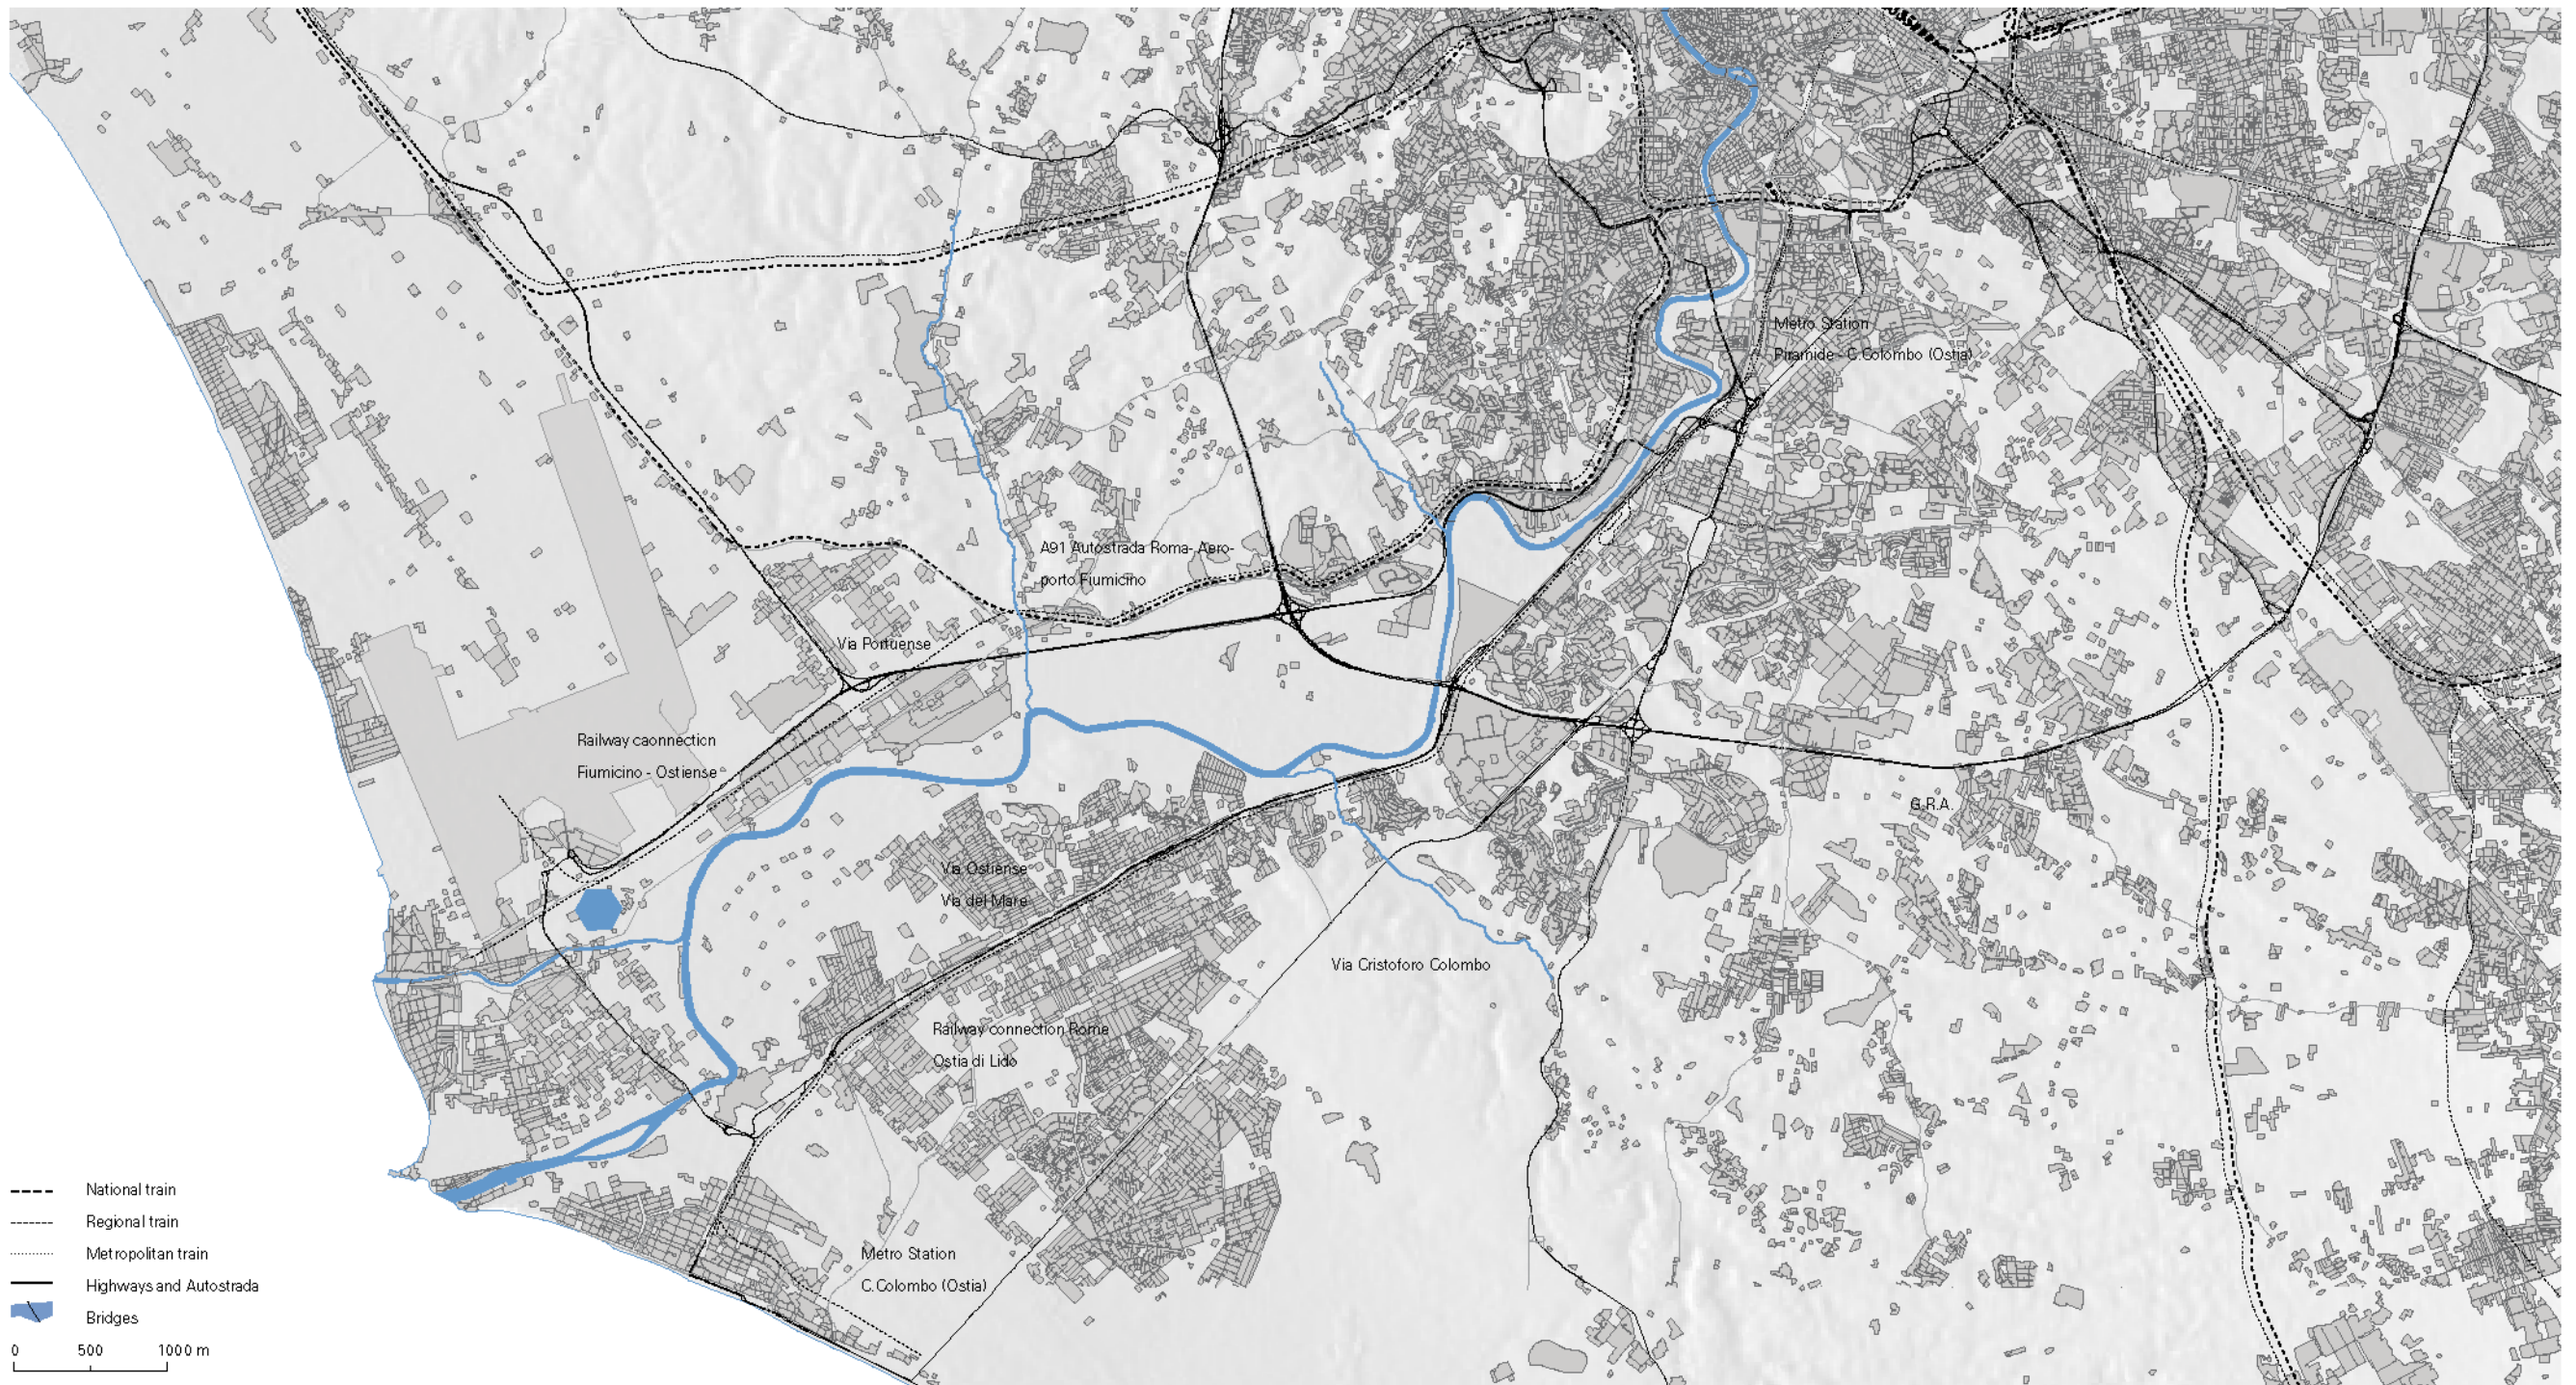 Metro Station
Piramide - C.Colombo (Ostia)
A91 Autostrada Roma- Aero-
porto Fiumicino
Via Portuense
Railway caonnection
Fiumicino - Ostiense
G.R.A.
Via Ostiense
Via del Mare
Via Cristoforo Colombo
Railway connection Rome
Ostia di Lido
Metro Station
C.Colombo (Ostia)
National train
Regional train
Metropolitan train
Highways and Autostrada
Bridges
0 500 1000 m